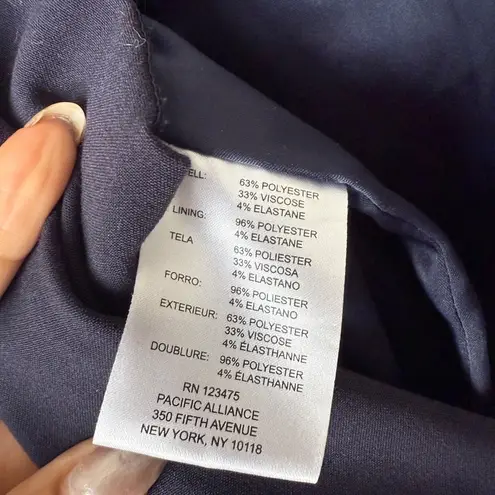 ELL: 63% POLYESTER
33% VISCOSE
4% ELASTANE
LINING: 96% POLYESTER
4% ELASTANE
TELA 63% POLIESTER
33% VISCOSA
4% ELASTANO
FORRO: 96% POLIESTER
4% ELASTANO
EXTERIEUR: 63% POLYESTER
33% VISCOSE
4% ÉLASTHANNE
DOUBLURE: 96% POLYESTER
4% ÉLASTHANNE
RN 123475
PACIFIC ALLIANCE
350 FIFTH AVENUE
NEW YORK, NY 10118